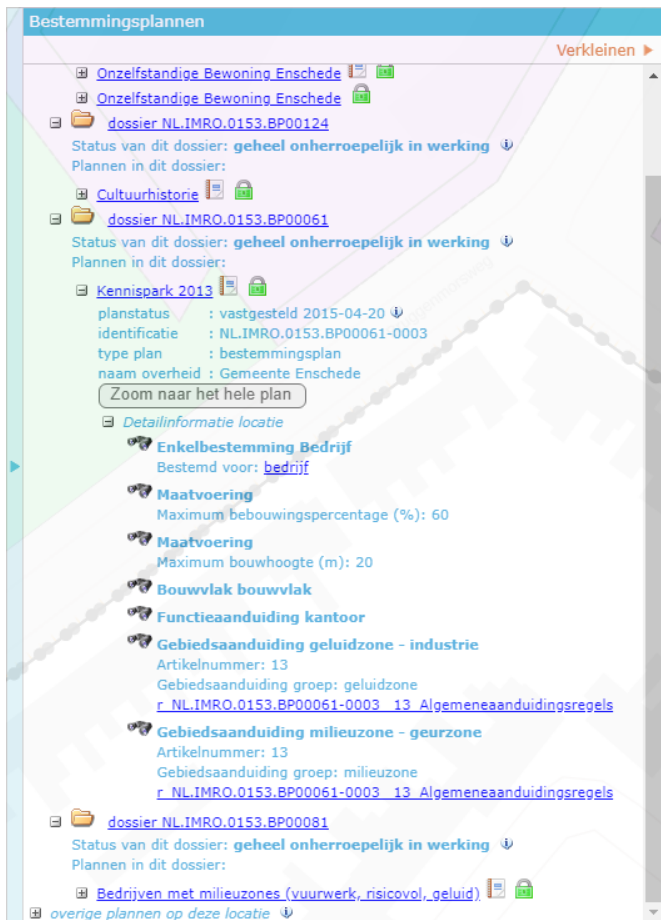 Bestemmingsplannen
Verkleinen
Onzelfstandige Bewoning Enschede
Onzelfstandige Bewoning Enschede
dossier NL.IMRO.0153.BP00124
Status van dit dossier: geheel onherroepelijk in werking
Plannen in dit dossier:
Cultuurhistorie
dossier NL.IMRO.0153.BP00061
Status van dit dossier: geheel onherroepelijk in werking
Plannen in dit dossier:
Kennispark 2013
planstatus : vastgesteld 2015-04-20
identificatie : NL.IMRO.0153.BP00061-0003
type plan : bestemmingsplan
naam overheid : Gemeente Enschede
Zoom naar het hele plan
Detailinformatie locatie
Enkelbestemming Bedrijf
Bestemd voor: bedrijf
Maatvoering
Maximum bebouwingspercentage (%): 60
Maatvoering
Maximum bouwhoogte (m): 20
Bouwvlak bouwvlak
Functieaanduiding kantoor
Gebiedsaanduiding geluidzone - industrie
Artikelnummer: 13
Gebiedsaanduiding groep: geluidzone
r_NL.IMRO.0153.BP00061-0003__13_Algemeneaanduidingsregels
Gebiedsaanduiding milieuzone - geurzone
Artikelnummer: 13
Gebiedsaanduiding groep: milieuzone
r_NL.IMRO.0153.BP00061-0003__13_Algemeneaanduidingsregels
dossier NL.IMRO.0153.BP00081
Status van dit dossier: geheel onherroepelijk in werking
Plannen in dit dossier:
Bedrijven met milieuzones (vuurwerk, risicovol, geluid)
overige plannen op deze locatie